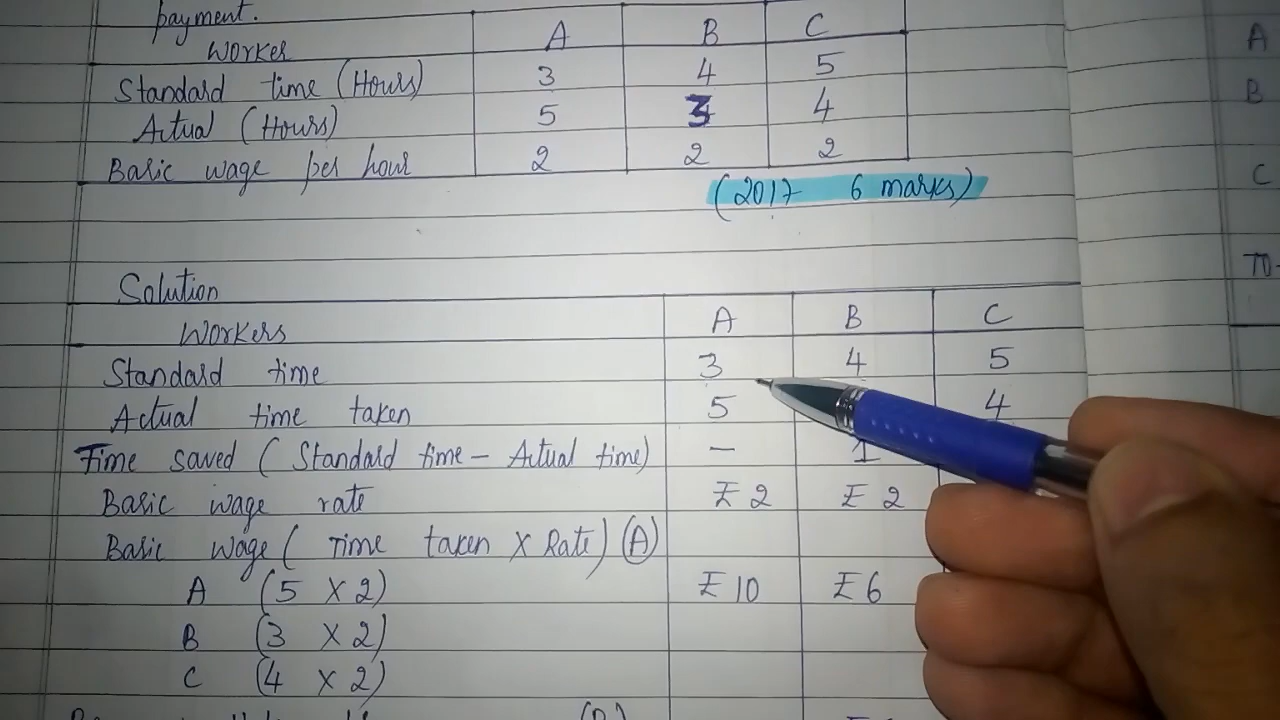 payment.
Worker A B C
Standard time (Hours) 3 4 5
Actual (Hours) 5 3 4
Basic wage per hour 2 2 2
(2017 6 marks)
Solution
Workers A B C
Standard time 3 4 5
Actual time taken 5 4
Time saved ( Standard time - Actual time) — 1
Basic wage rate ₹ 2 ₹ 2
Basic wage ( Time taken X Rate) (A)
A (5 X 2) ₹ 10 ₹ 6
B (3 X 2)
C (4 X 2)
A
B
C